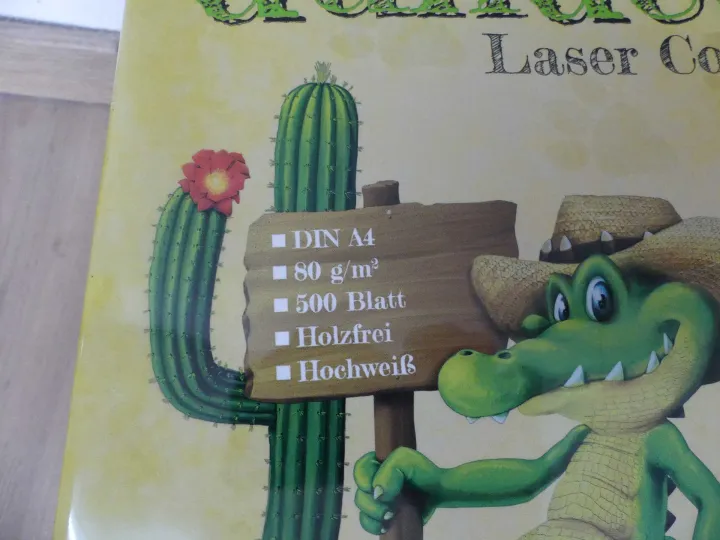 Laser Co
DIN A4
80 g/m²
500 Blatt
Holzfrei
Hochweiß